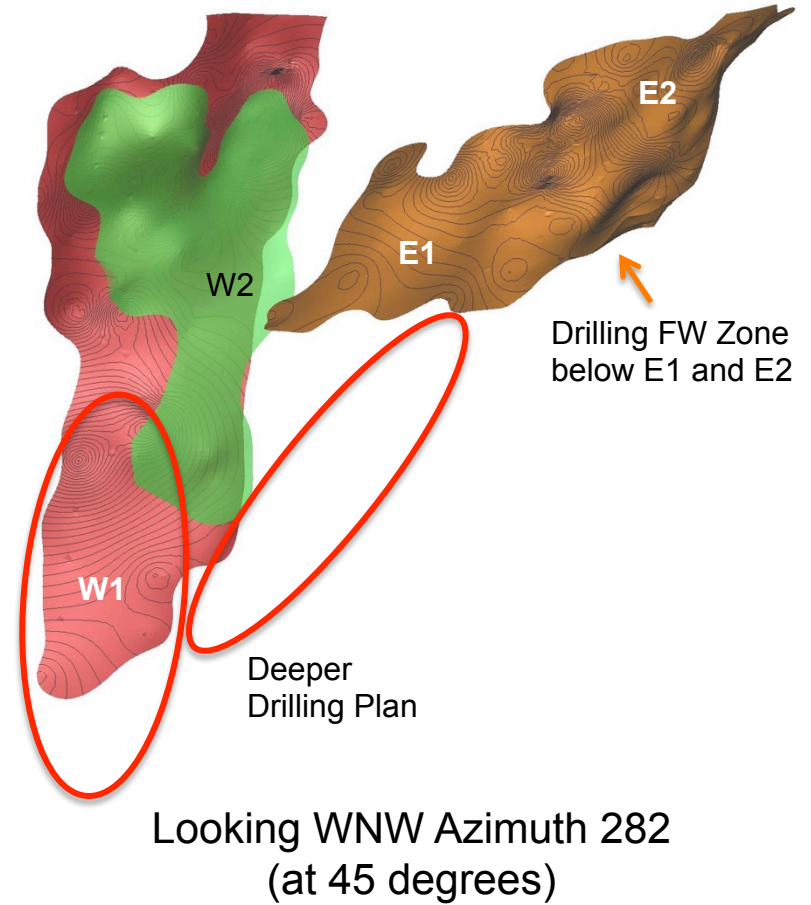 E2
E1
W2
Drilling FW Zone
below E1 and E2
W1
Deeper
Drilling Plan
Looking WNW Azimuth 282
(at 45 degrees)